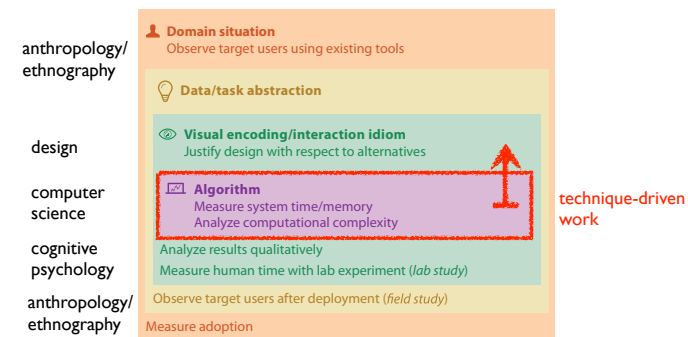 Domain situation
Observe target users using existing tools
anthropology/
ethnography
Data/task abstraction
Visual encoding/interaction idiom
design
Justify design with respect to alternatives
Algorithm
computer
science
Measure system time/memory
Analyze computational complexity
technique-driven
work
cognitive
psychology
Analyze results qualitatively
Measure human time with lab experiment (lab study)
anthropology/
ethnography
Observe target users after deployment (field study)
Measure adoption